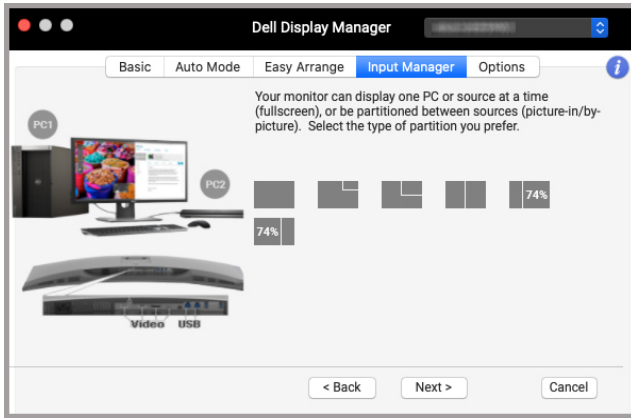 Dell Display Manager
Basic
Auto Mode
Easy Arrange
Input Manager
Options
i
Your monitor can display one PC or source at a time
(fullscreen), or be partitioned between sources (picture-in/by-
picture). Select the type of partition you prefer.
PC1
PC2
74%
74%
Video
USB
< Back
Next >
Cancel